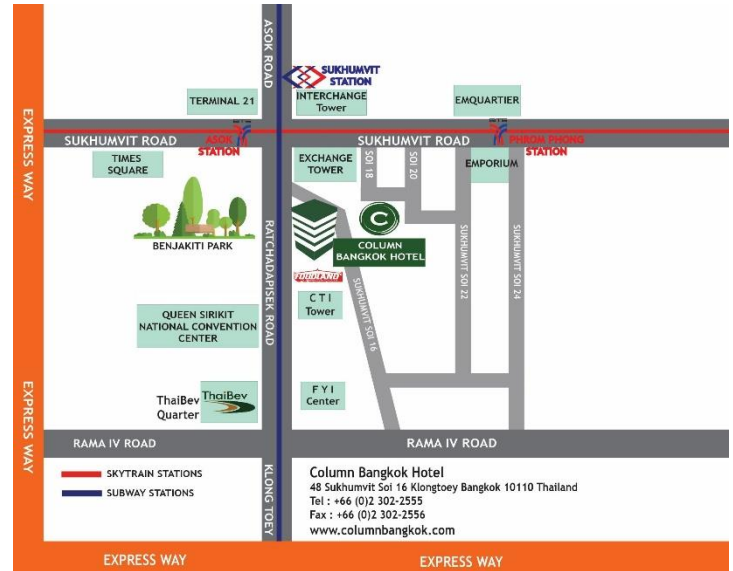 ASOK ROAD
SUKHUMVIT
STATION
TERMINAL 21
INTERCHANGE
Tower
EMQUARTIER
EXPRESS WAY
SUKHUMVIT ROAD
ASOK
STATION
SUKHUMVIT ROAD
PHROM PHONG
STATION
TIMES
SQUARE
EXCHANGE
TOWER
SOI 18
SOI 20
EMPORIUM
BENJAKITI PARK
RATCHADAPISEK ROAD
C
COLUMN
BANGKOK HOTEL
SUKHUMVIT SOI 22
SUKHUMVIT SOI 24
FOODLAND
SUKHUMVIT SOI 16
C T I
Tower
QUEEN SIRIKIT
NATIONAL CONVENTION
CENTER
EXPRESS WAY
ThaiBev
Quarter
ThaiBev
F Y I
Center
RAMA IV ROAD
RAMA IV ROAD
SKYTRAIN STATIONS
SUBWAY STATIONS
KLONG TOEY
Column Bangkok Hotel
48 Sukhumvit Soi 16 Klongtoey Bangkok 10110 Thailand
Tel : +66 (0)2 302-2555
Fax : +66 (0)2 302-2556
www.columnbangkok.com
EXPRESS WAY
EXPRESS WAY